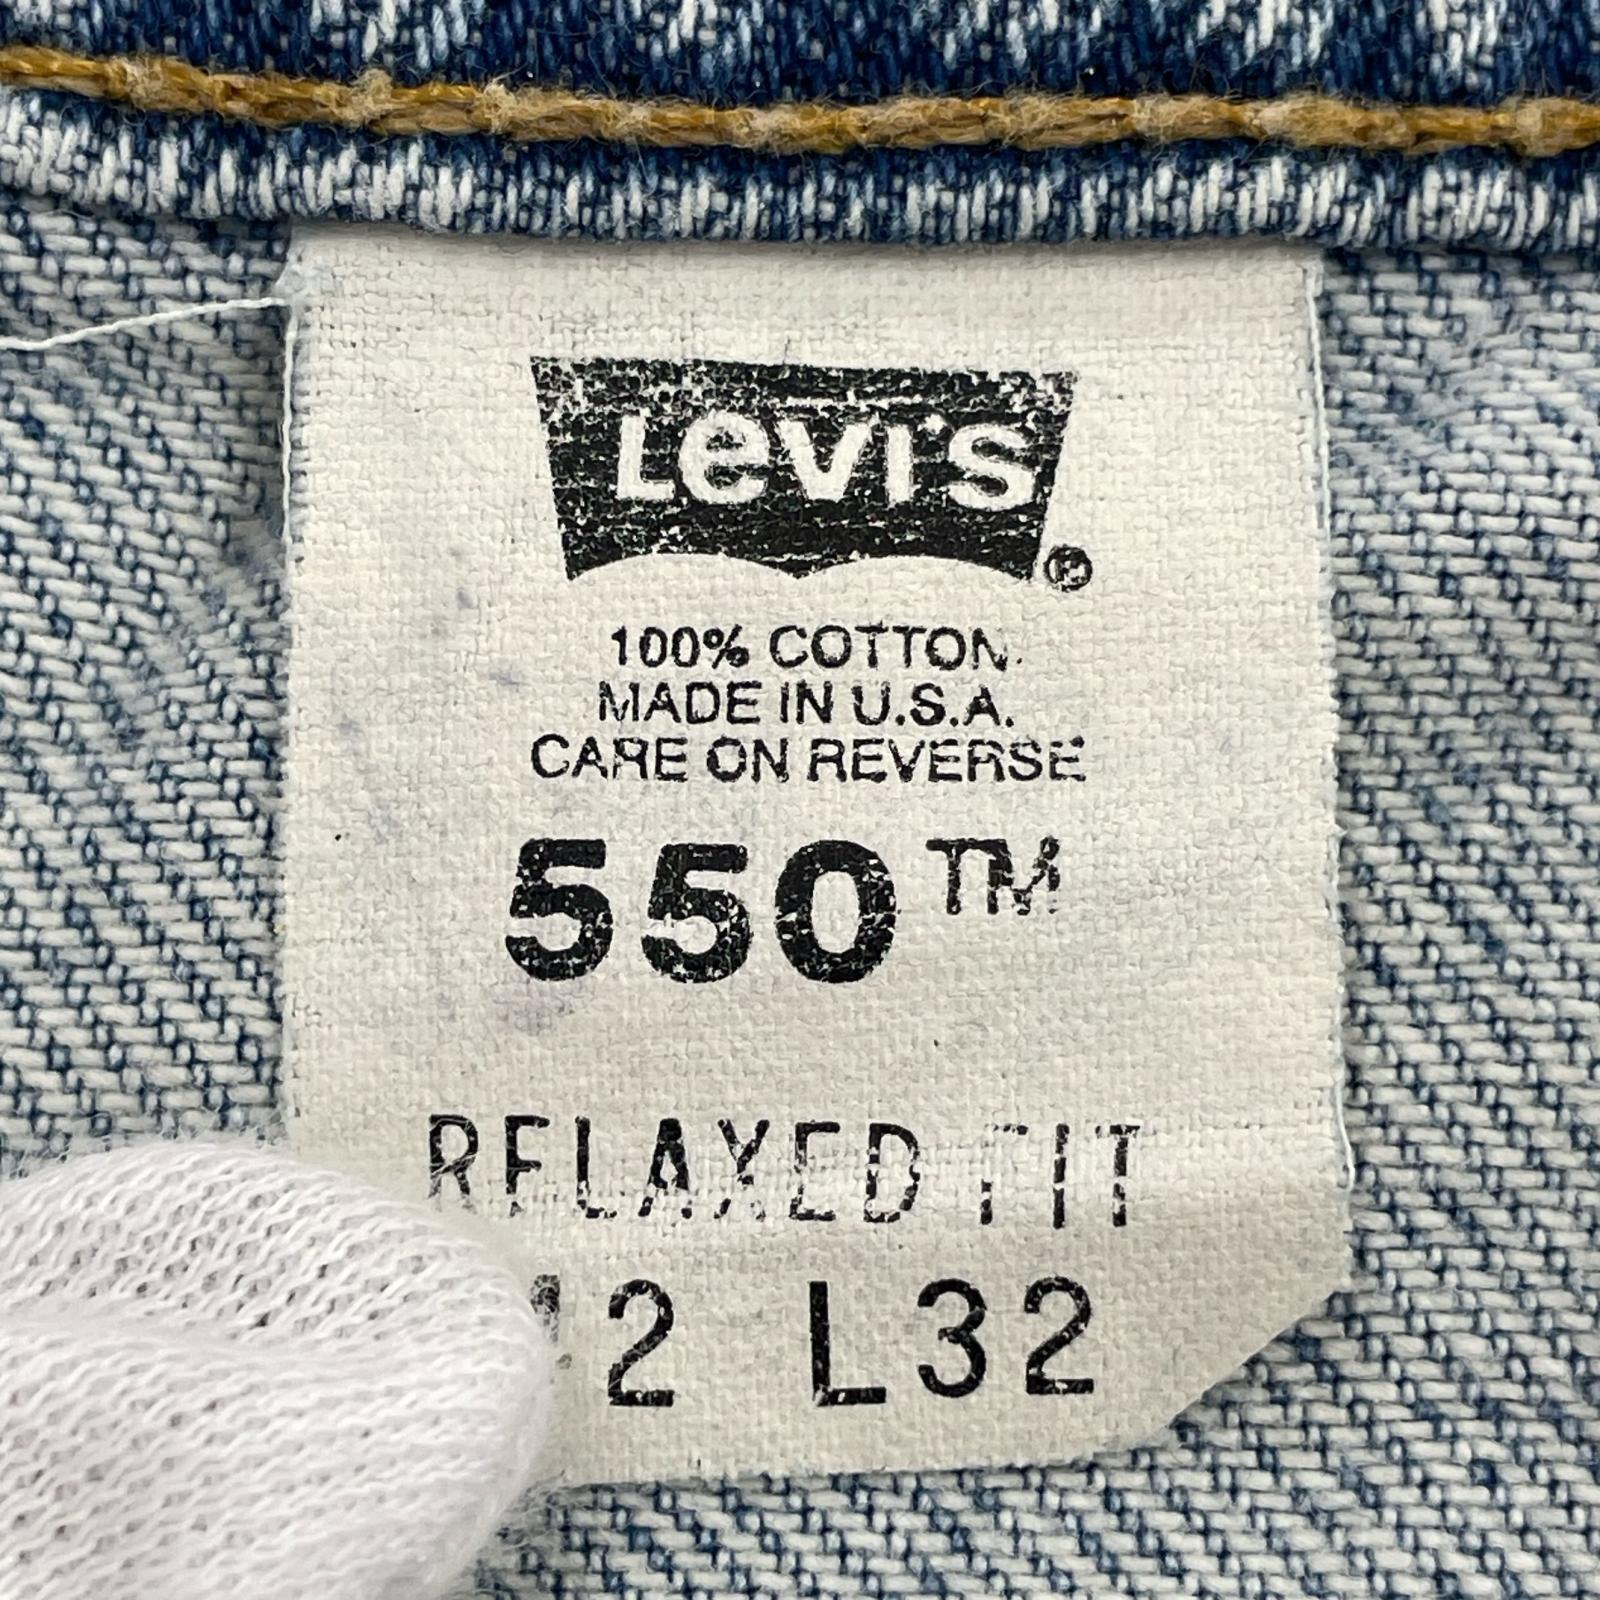 Levi's ®
100% COTTON
MADE IN U.S.A.
CARE ON REVERSE
550™
RELAXED FIT
L32